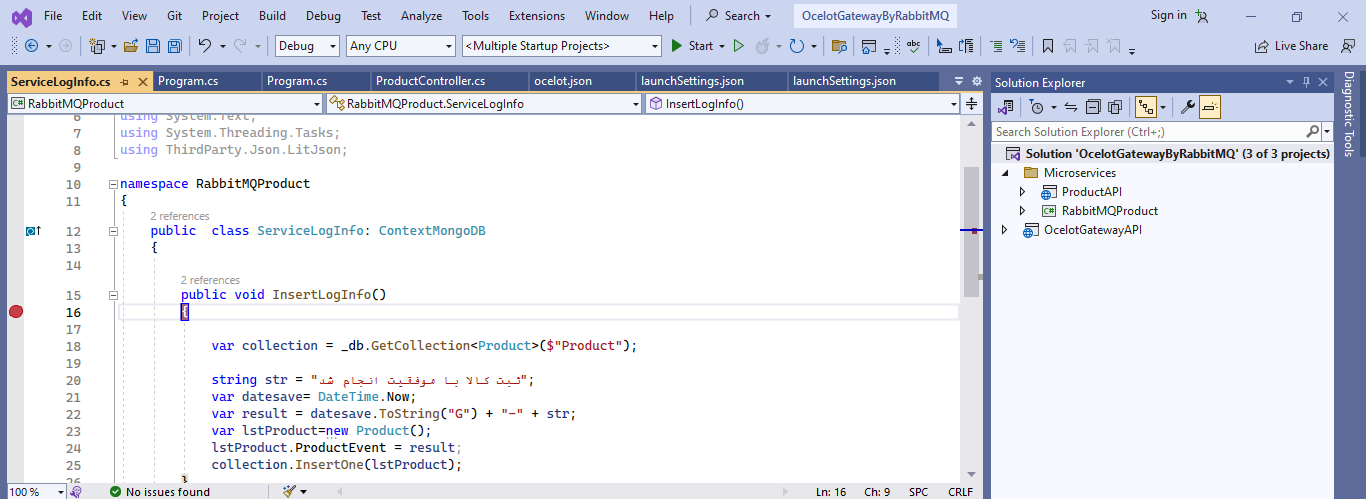 File Edit View Git Project Build Debug Test Analyze Tools Extensions Window Help Search OcelotGatewayByRabbitMQ Sign in
Debug Any CPU <Multiple Startup Projects> Start abc Live Share
ServiceLogInfo.cs Program.cs Program.cs ProductController.cs ocelot.json launchSettings.json launchSettings.json
RabbitMQProduct RabbitMQProduct.ServiceLogInfo InsertLogInfo()
6 using System.Text;
7 using System.Threading.Tasks;
8 using ThirdParty.Json.LitJson;
9
10 namespace RabbitMQProduct
11 {
2 references
12 public class ServiceLogInfo: ContextMongoDB
13 {
14
2 references
15 public void InsertLogInfo()
16 {
17
18 var collection = _db.GetCollection<Product>($"Product");
19
20 string str = "ثبت کالا با موفقیت انجام شد";
21 var datesave= DateTime.Now;
22 var result = datesave.ToString("G") + "-" + str;
23 var lstProduct=new Product();
24 lstProduct.ProductEvent = result;
25 collection.InsertOne(lstProduct);
26 }
100 % No issues found Ln: 16 Ch: 9 SPC CRLF
Solution Explorer
Search Solution Explorer (Ctrl+;)
Solution 'OcelotGatewayByRabbitMQ' (3 of 3 projects)
Microservices
ProductAPI
C# RabbitMQProduct
OcelotGatewayAPI
Diagnostic Tools